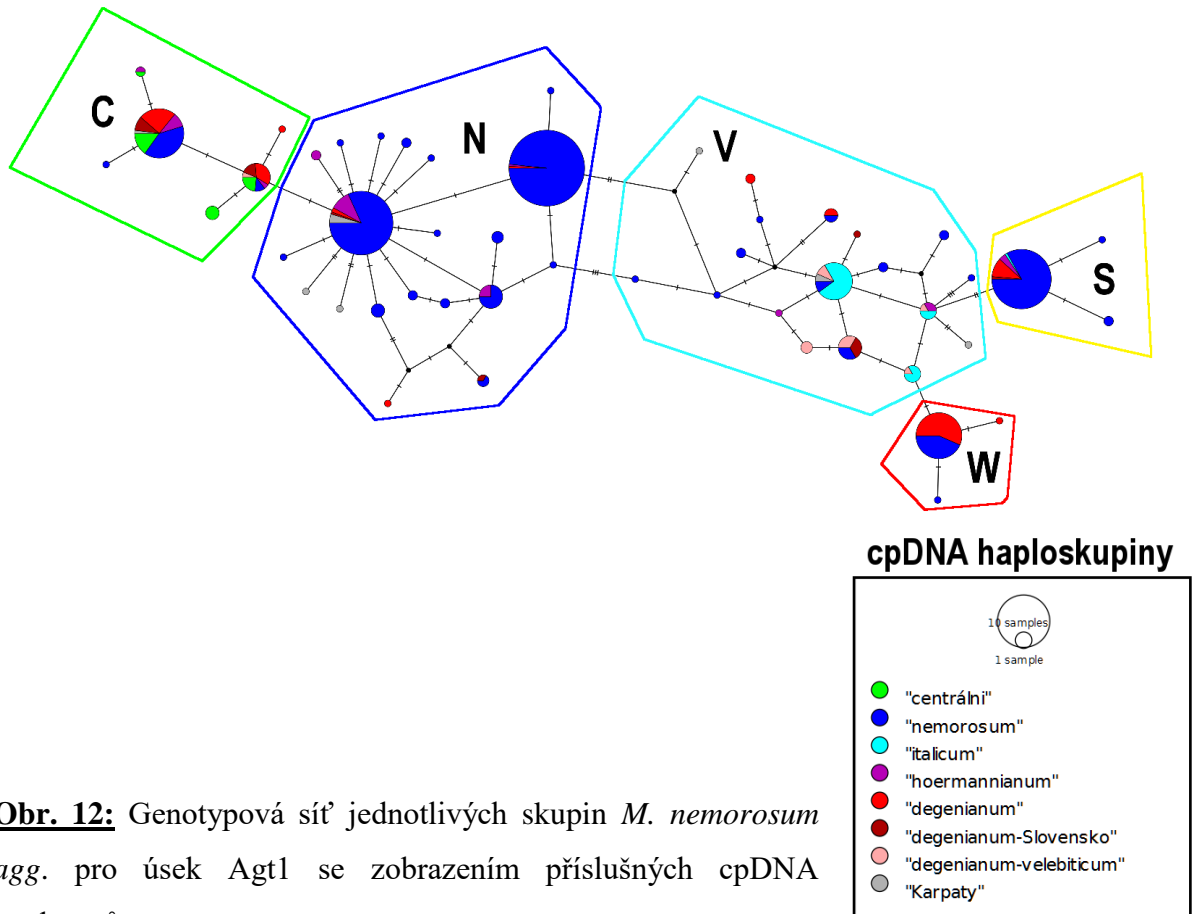 C
N
V
S
W
cpDNA haploskupiny
10 samples
1 sample
"centrálni"
"nemorosum"
"italicum"
"hoermannianum"
"degenianum"
"degenianum-Slovensko"
"degenianum-velebiticum"
"Karpaty"
Obr. 12: Genotypová síť jednotlivých skupin M. nemorosum
agg. pro úsek Agt1 se zobrazením příslušných cpDNA